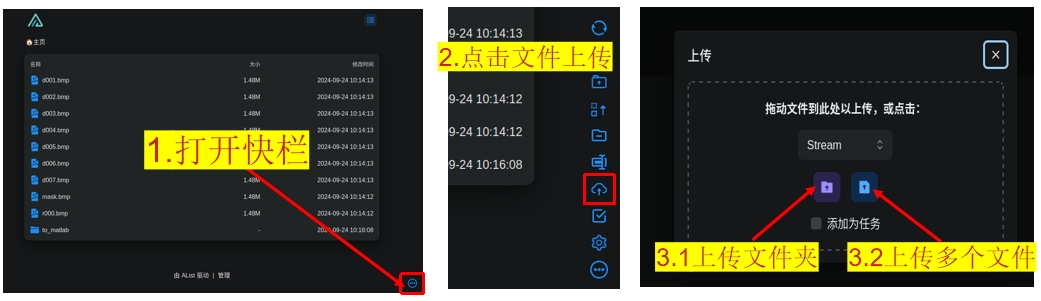 🏠主页
名称 大小 修改时间
d001.bmp 1.48M 2024-09-24 10:14:13
d002.bmp 1.48M 2024-09-24 10:14:13
d003.bmp 1.48M 2024-09-24 10:14:13
d004.bmp 1.48M 2024-09-24 10:14:13
d005.bmp 1.48M 2024-09-24 10:14:13
d006.bmp 1.48M 2024-09-24 10:14:13
d007.bmp 1.48M 2024-09-24 10:14:13
mask.bmp 1.48M 2024-09-24 10:14:12
r000.bmp 1.48M 2024-09-24 10:14:12
to_matlab - 2024-09-24 10:16:08
1.打开快栏
由 AList 驱动 | 管理
9-24 10:14:13
2.点击文件上传
9-24 10:14:12
9-24 10:14:12
9-24 10:16:08
上传
拖动文件到此处以上传，或点击：
Stream
添加为任务
3.1上传文件夹
3.2上传多个文件